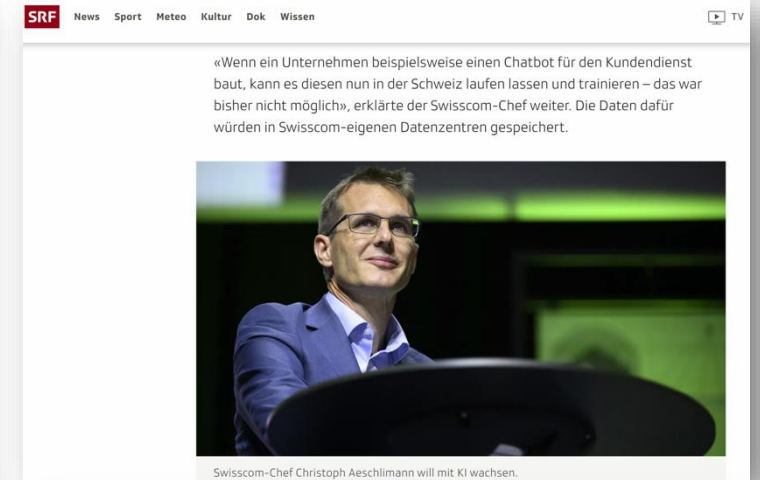 SRF News Sport Meteo Kultur Dok Wissen TV
«Wenn ein Unternehmen beispielsweise einen Chatbot für den Kundendienst
baut, kann es diesen nun in der Schweiz laufen lassen und trainieren – das war
bisher nicht möglich», erklärte der Swisscom-Chef weiter. Die Daten dafür
würden in Swisscom-eigenen Datenzentren gespeichert.
Swisscom-Chef Christoph Aeschlimann will mit KI wachsen.